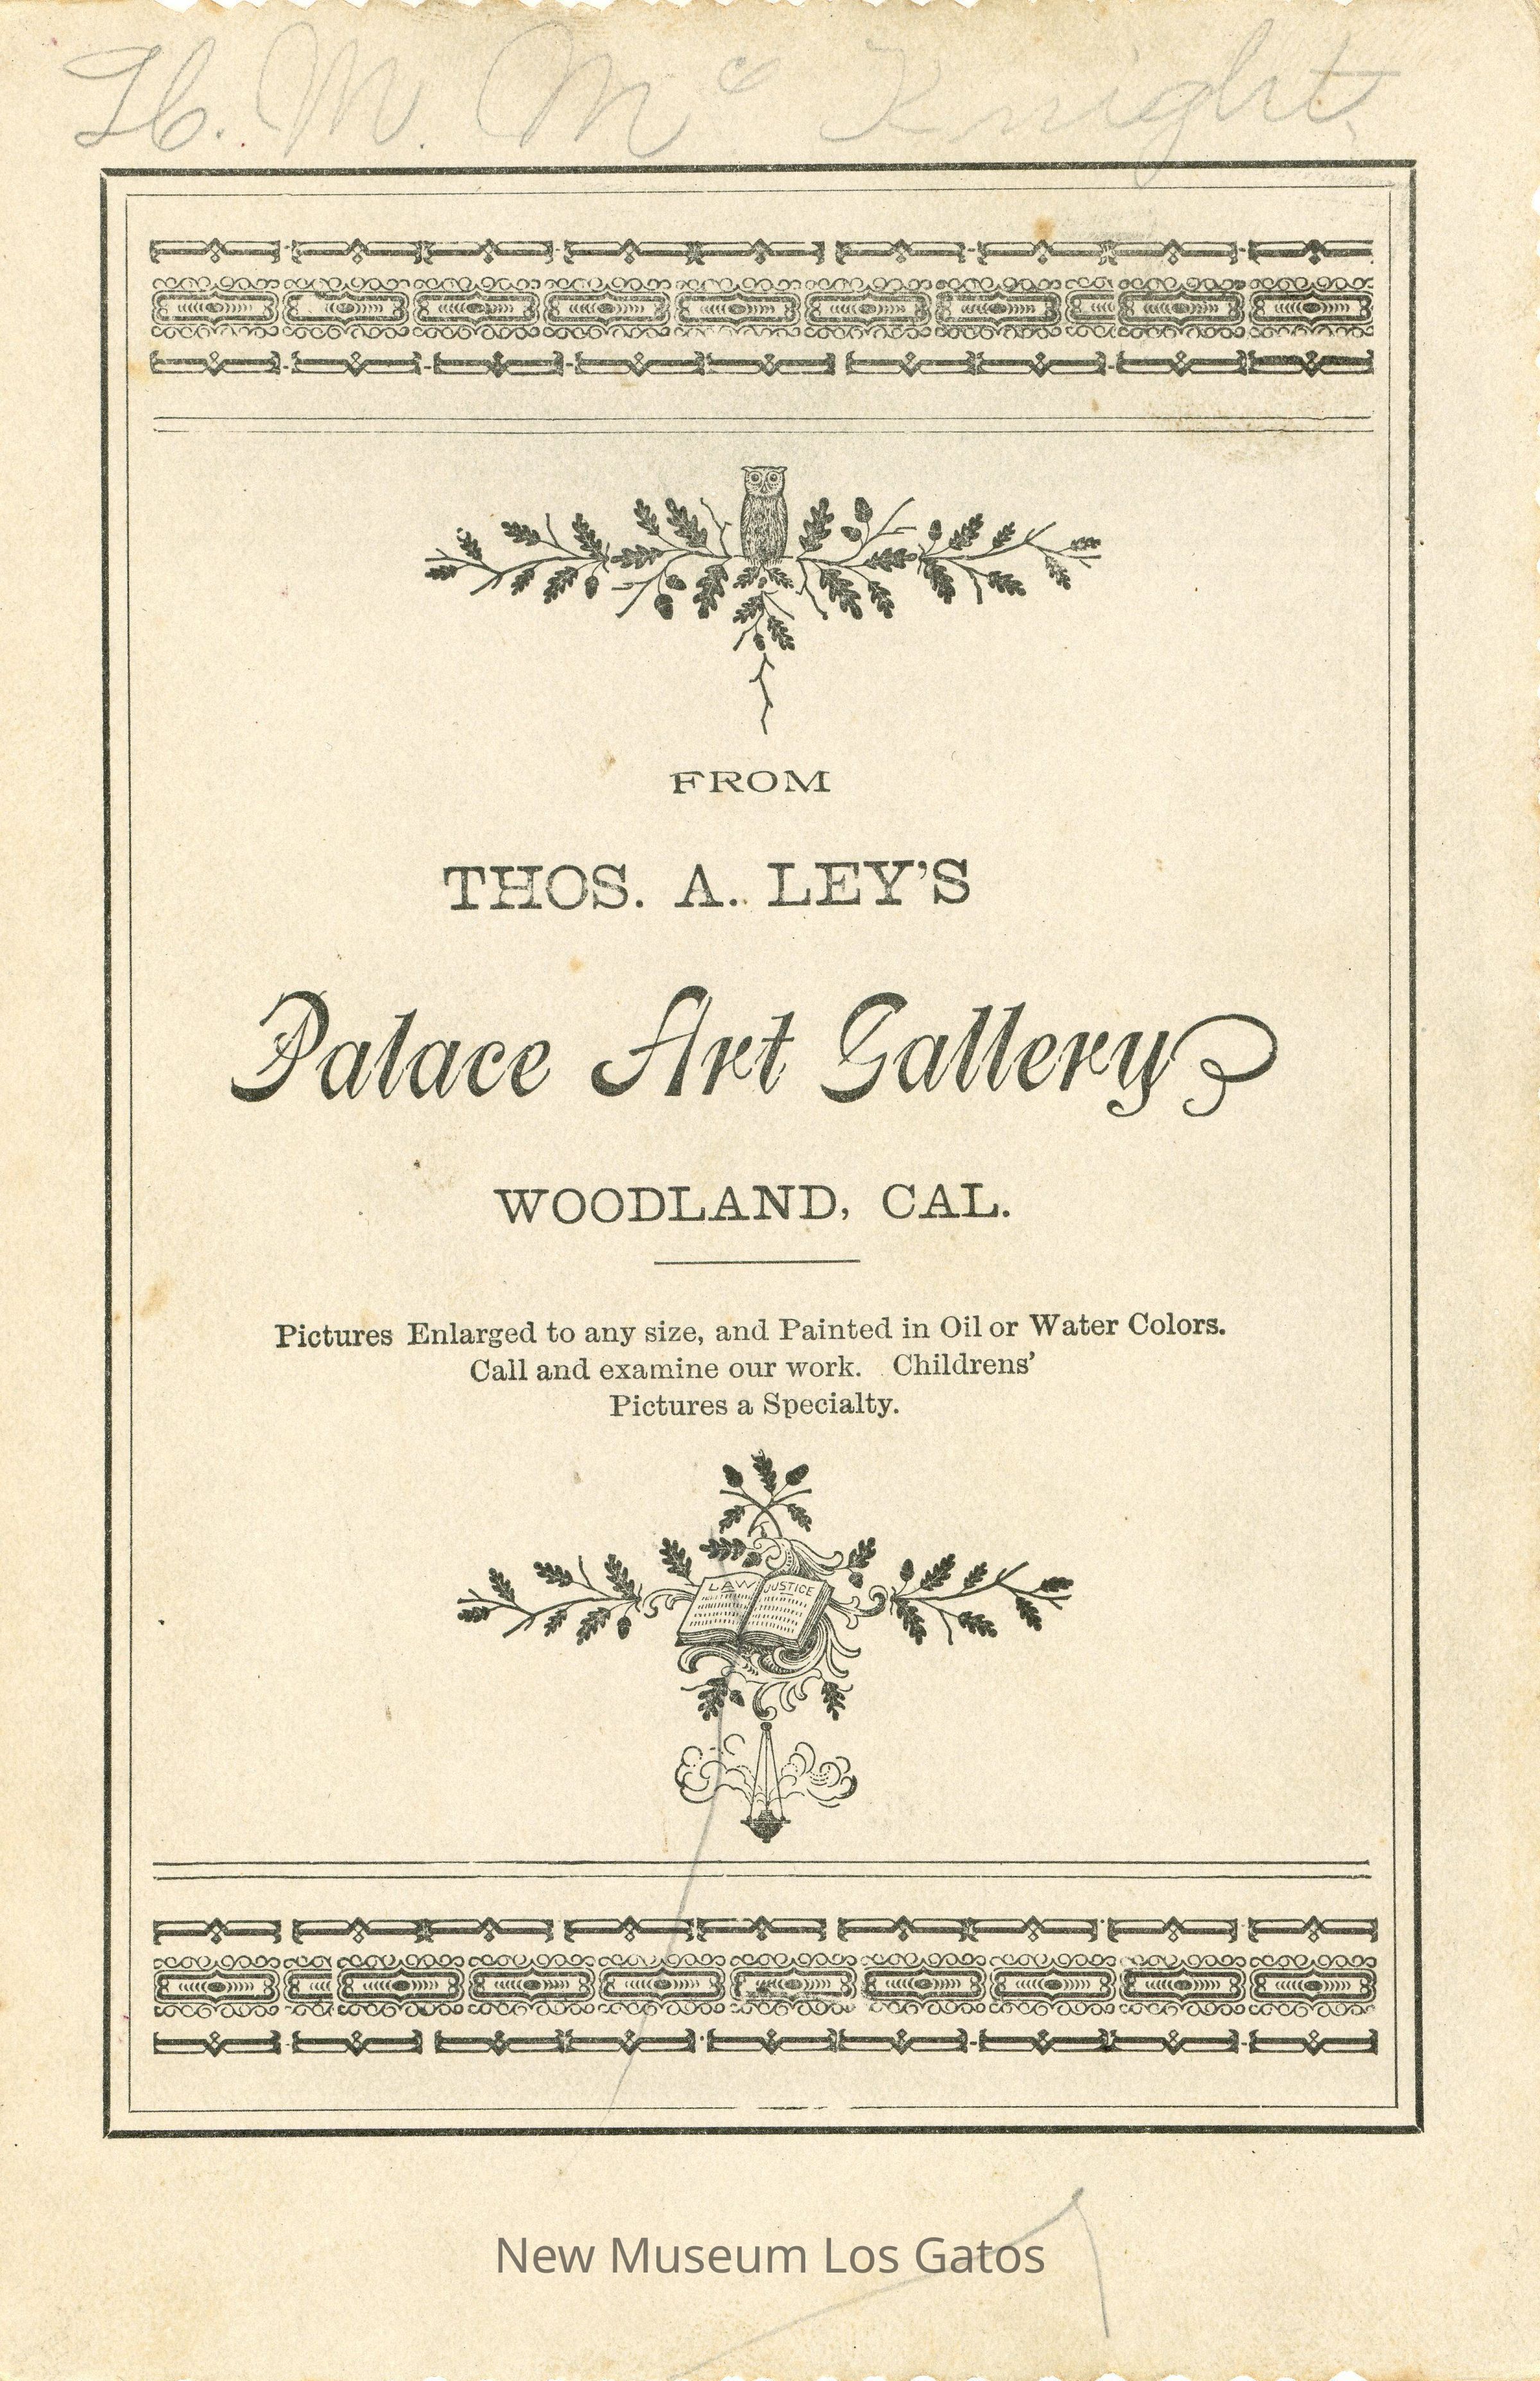 H. M. McKnight
FROM
THOS. A. LEY'S
Palace Art Gallery
WOODLAND, CAL.
Pictures Enlarged to any size, and Painted in Oil or Water Colors.
Call and examine our work. Childrens'
Pictures a Specialty.
LAW JUSTICE
New Museum Los Gatos